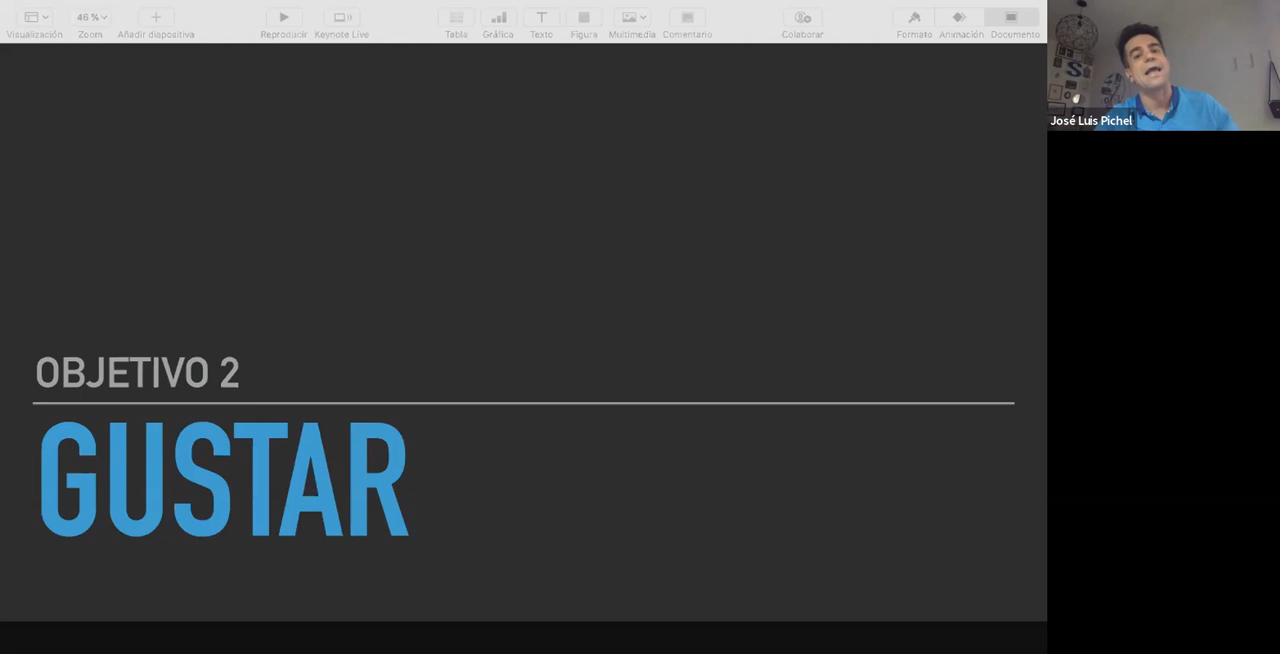 46 %
Visualización Zoom Añadir diapositiva Reproducir Keynote Live Tabla Gráfica Texto Figura Multimedia Comentario Colaborar Formato Animación Documento
José Luis Pichel
OBJETIVO 2
GUSTAR